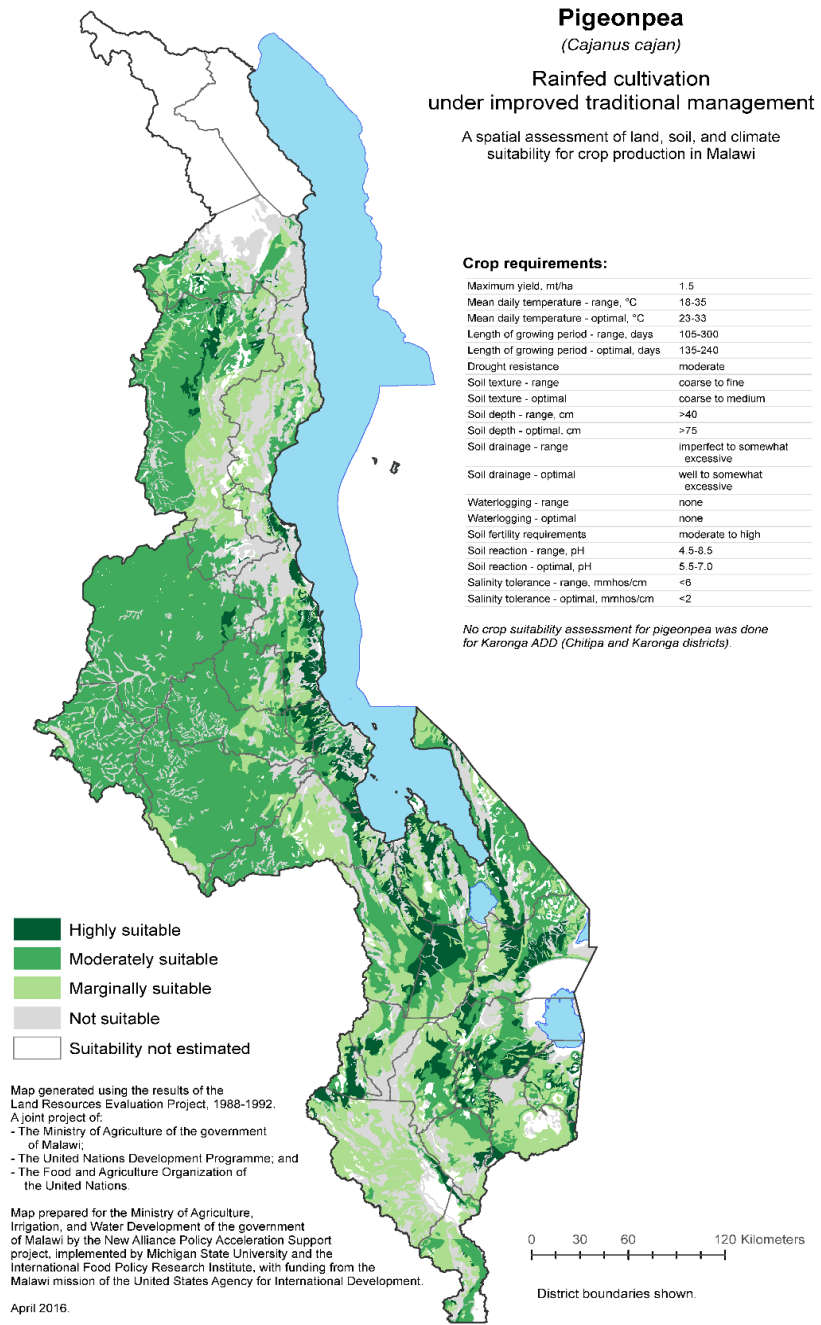 Pigeonpea
(Cajanus cajan)
Rainfed cultivation
under improved traditional management
A spatial assessment of land, soil, and climate
suitability for crop production in Malawi
Crop requirements:
Maximum yield, mt/ha 1.5
Mean daily temperature - range, °C 18-35
Mean daily temperature - optimal, °C 23-33
Length of growing period - range, days 105-300
Length of growing period - optimal, days 135-240
Drought resistance moderate
Soil texture - range coarse to fine
Soil texture - optimal coarse to medium
Soil depth - range, cm >40
Soil depth - optimal, cm >75
Soil drainage - range imperfect to somewhat
excessive
Soil drainage - optimal well to somewhat
excessive
Waterlogging - range none
Waterlogging - optimal none
Soil fertility requirements moderate to high
Soil reaction - range, pH 4.5-8.5
Soil reaction - optimal, pH 5.5-7.0
Salinity tolerance - range, mmhos/cm <6
Salinity tolerance - optimal, mmhos/cm <2
No crop suitability assessment for pigeonpea was done
for Karonga ADD (Chitipa and Karonga districts).
Highly suitable
Moderately suitable
Marginally suitable
Not suitable
Suitability not estimated
Map generated using the results of the
Land Resources Evaluation Project, 1988-1992.
A joint project of:
- The Ministry of Agriculture of the government
of Malawi;
- The United Nations Development Programme; and
- The Food and Agriculture Organization of
the United Nations.
Map prepared for the Ministry of Agriculture,
Irrigation, and Water Development of the government
of Malawi by the New Alliance Policy Acceleration Support
project, implemented by Michigan State University and the
International Food Policy Research Institute, with funding from the
Malawi mission of the United States Agency for International Development.
April 2016.
0 30 60 120 Kilometers
District boundaries shown.